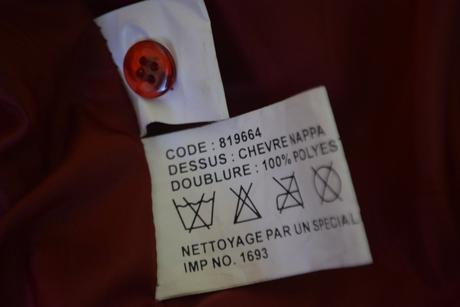 CODE : 819664
DESSUS : CHEVRE NAPPA
DOUBLURE : 100% POLYES
NETTOYAGE PAR UN SPECIAL
IMP NO. 1693